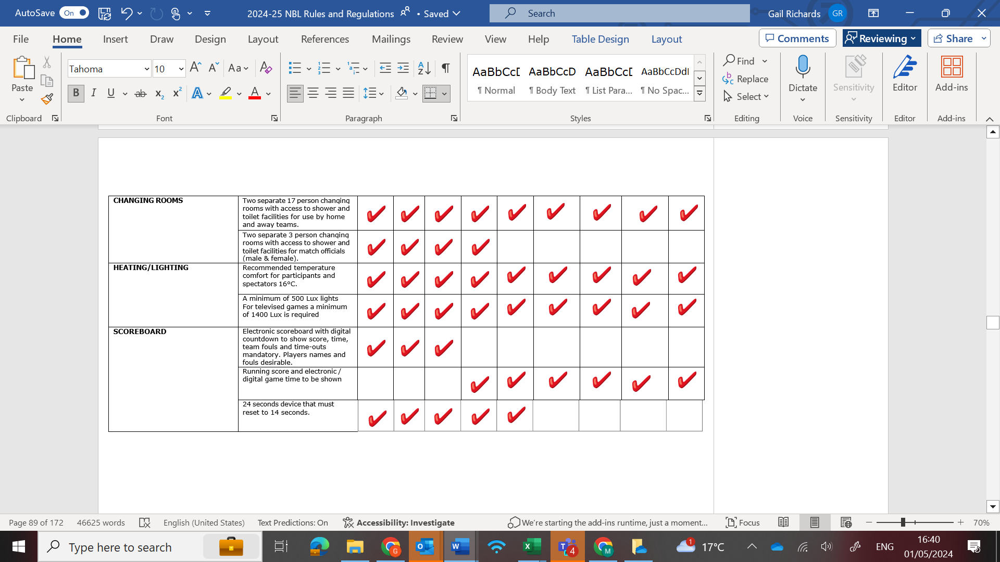 AutoSave On 2024-25 NBL Rules and Regulations • Saved Search Gail Richards GR
File Home Insert Draw Design Layout References Mailings Review View Help Table Design Layout Comments Reviewing Share
Paste
Clipboard
Tahoma 10 Aa
B I U ab x2 x2 A A
Font
Paragraph
AaBbCcD AaBbCcD AaBbCcD AaBbCcDdI
¶ Normal ¶ Body Text ¶ List Para... ¶ No Spac...
Styles
Find
Replace
Select
Editing
Dictate
Voice
Sensitivity
Sensitivity
Editor
Editor
Add-ins
Add-ins
CHANGING ROOMS
Two separate 17 person changing
rooms with access to shower and
toilet facilities for use by home
and away teams.
Two separate 3 person changing
rooms with access to shower and
toilet facilities for match officials
(male & female).
HEATING/LIGHTING
Recommended temperature
comfort for participants and
spectators 16°C.
A minimum of 500 Lux lights
For televised games a minimum
of 1400 Lux is required
SCOREBOARD
Electronic scoreboard with digital
countdown to show score, time,
team fouls and time-outs
mandatory. Players names and
fouls desirable.
Running score and electronic /
digital game time to be shown
24 seconds device that must
reset to 14 seconds.
Page 89 of 172 46625 words English (United States) Text Predictions: On Accessibility: Investigate We're starting the add-ins runtime, just a moment... Focus 70%
Type here to search 4 1 17°C ENG
16:40
01/05/2024